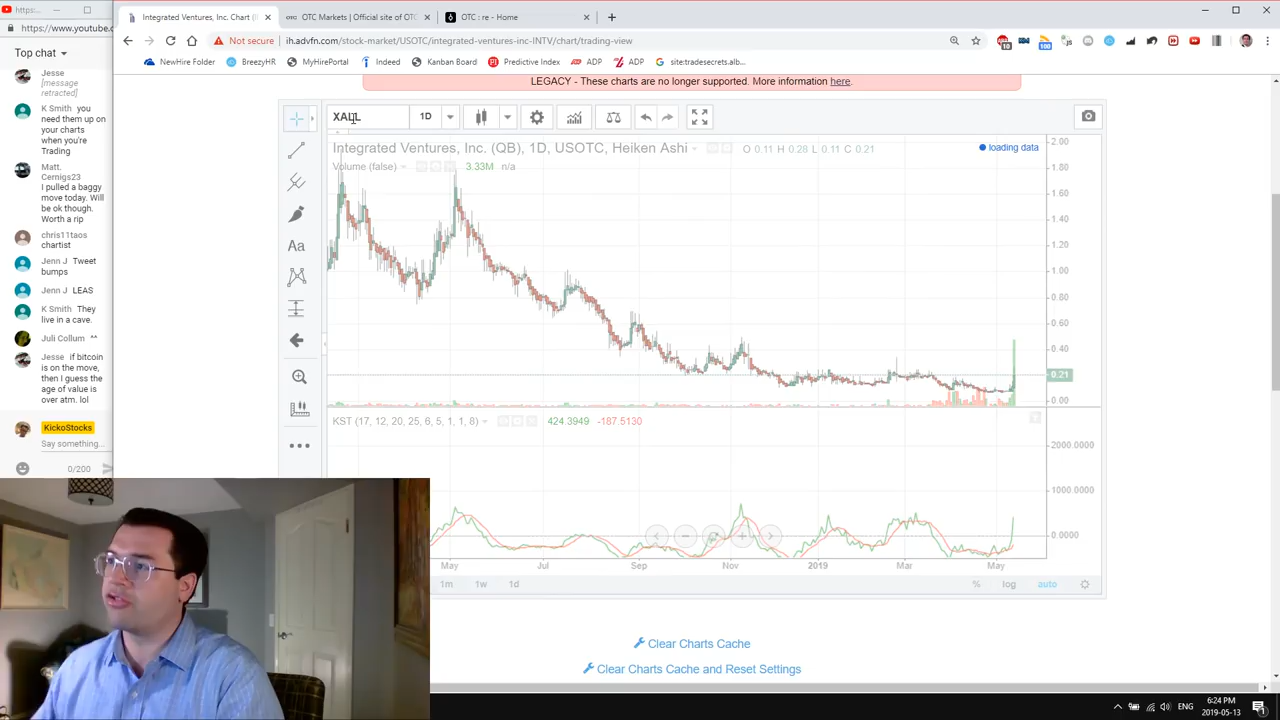 https:
https://www.youtube.c
Top chat
Jesse
[message
retracted]
K Smith you
need them up on
your charts
when you're
Trading
Matt.
Cernigs23
I pulled a baggy
move today. Will
be ok though.
Worth a rip
chris11taos
chartist
Jenn J Tweet
bumps
Jenn J LEAS
K Smith They
live in a cave.
Juli Collum ^^
Jesse if bitcoin
is on the move,
then I guess the
age of value is
over atm. lol
KickoStocks
Say something...
0/200
Integrated Ventures, Inc. Chart (I
OTC Markets | Official site of OTC
OTC : re - Home
Not secure
ih.advfn.com/stock-market/USOTC/integrated-ventures-inc-INTV/chart/trading-view
NewHire Folder
BreezyHR
MyHirePortal
Indeed
Kanban Board
Predictive Index
ADP
ADP
site:tradesecrets.alb...
LEGACY - These charts are no longer supported. More information here.
XALL
1D
Integrated Ventures, Inc. (QB), 1D, USOTC, Heiken Ashi
O 0.11 H 0.28 L 0.11 C 0.21
loading data
Volume (false)
3.33M n/a
Aa
2.00
1.80
1.60
1.40
1.20
1.00
0.80
0.60
0.40
0.21
0.00
KST (17, 12, 20, 25, 6, 5, 1, 1, 8)
424.3949 -187.5130
2000.0000
1000.0000
0.0000
May
Jul
Sep
Nov
2019
Mar
May
1m
1w
1d
%
log
auto
Clear Charts Cache
Clear Charts Cache and Reset Settings
ENG
6:24 PM
2019-05-13